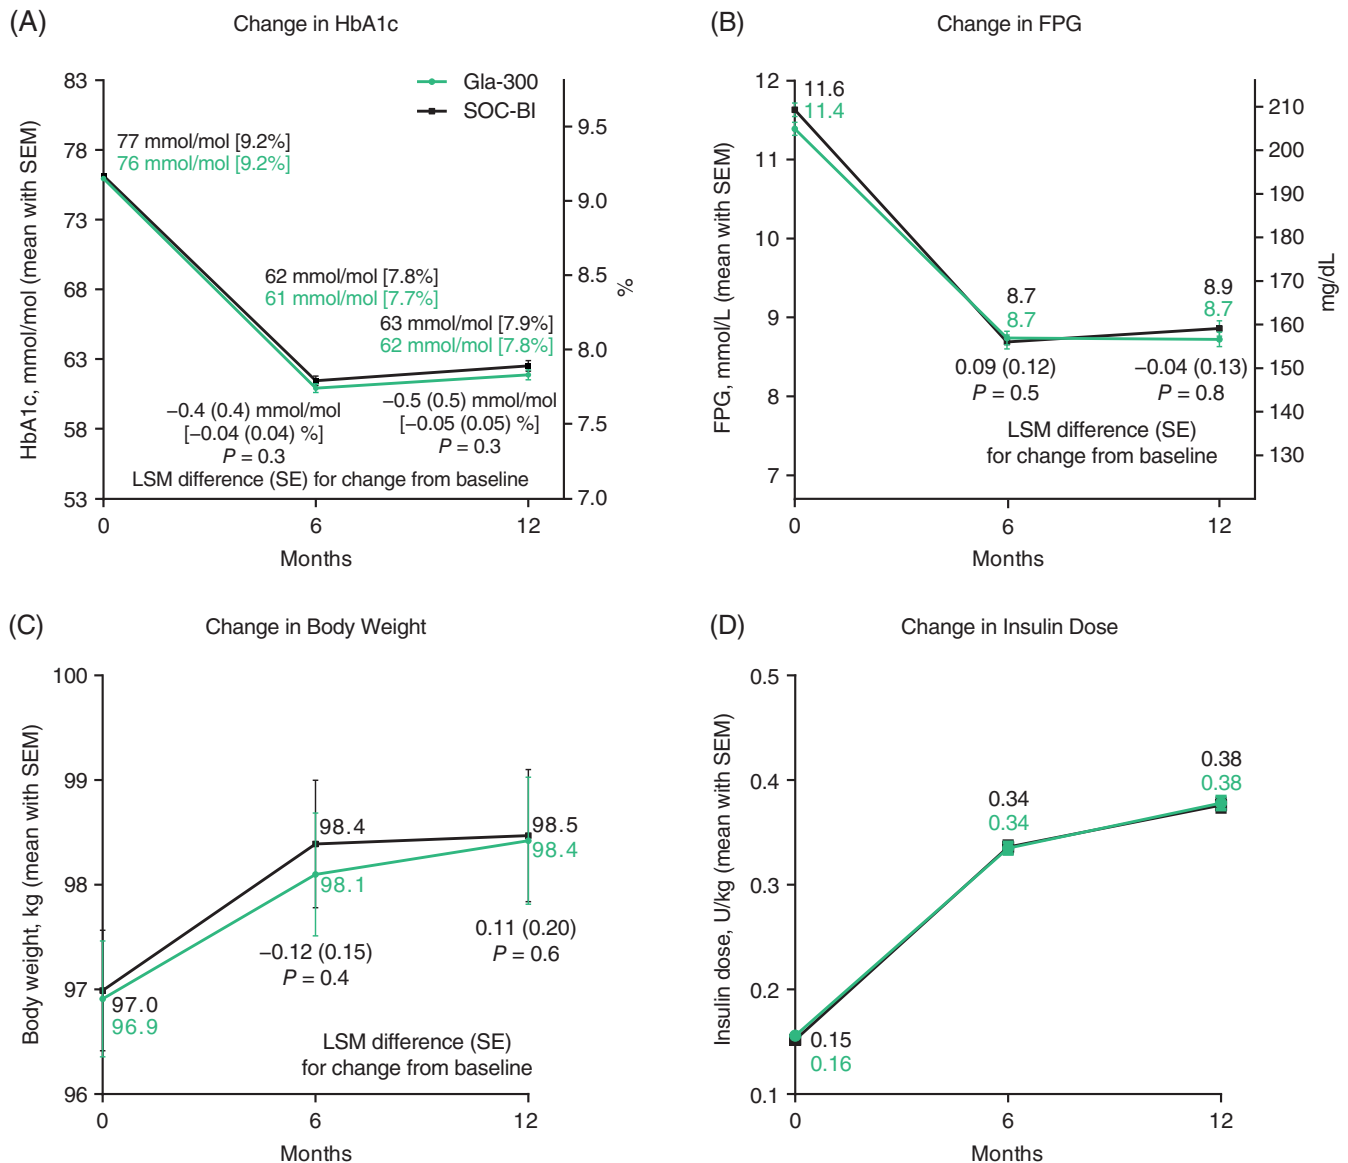 (A)
Change in HbA1c
HbA1c, mmol/mol (mean with SEM)
83
78
73
68
63
58
53
Gla-300
SOC-BI
77 mmol/mol [9.2%]
76 mmol/mol [9.2%]
62 mmol/mol [7.8%]
61 mmol/mol [7.7%]
63 mmol/mol [7.9%]
62 mmol/mol [7.8%]
−0.4 (0.4) mmol/mol
[−0.04 (0.04) %]
P = 0.3
−0.5 (0.5) mmol/mol
[−0.05 (0.05) %]
P = 0.3
LSM difference (SE) for change from baseline
9.5
9.0
8.5
8.0
7.5
7.0
%
0
6
12
Months
(B)
Change in FPG
FPG, mmol/L (mean with SEM)
12
11
10
9
8
7
11.6
11.4
8.7
8.7
8.9
8.7
0.09 (0.12)
P = 0.5
−0.04 (0.13)
P = 0.8
LSM difference (SE)
for change from baseline
210
200
190
180
170
160
150
140
130
mg/dL
0
6
12
Months
(C)
Change in Body Weight
Body weight, kg (mean with SEM)
100
99
98
97
96
97.0
96.9
98.4
98.1
98.5
98.4
−0.12 (0.15)
P = 0.4
0.11 (0.20)
P = 0.6
LSM difference (SE)
for change from baseline
0
6
12
Months
(D)
Change in Insulin Dose
Insulin dose, U/kg (mean with SEM)
0.5
0.4
0.3
0.2
0.1
0.15
0.16
0.34
0.34
0.38
0.38
0
6
12
Months